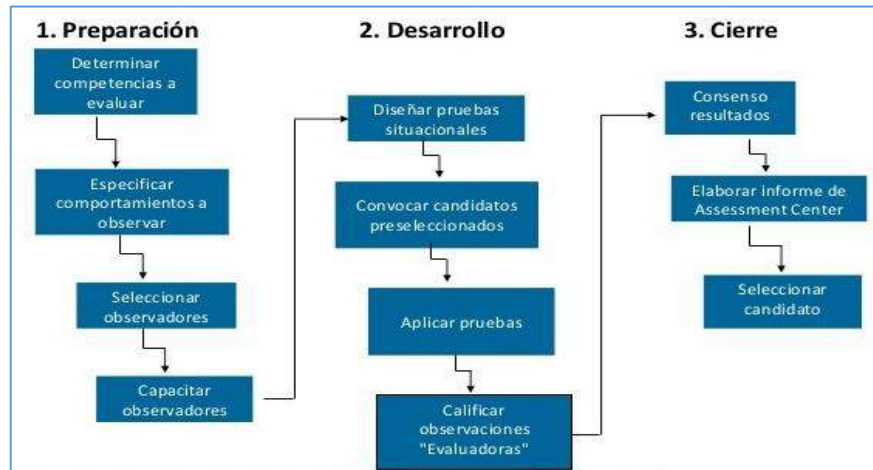 1. Preparación
Determinar
competencias a
evaluar
Especificar
comportamientos a
observar
Seleccionar
observadores
Capacitar
observadores
2. Desarrollo
Diseñar pruebas
situacionales
Convocar candidatos
preseleccionados
Aplicar pruebas
Calificar
observaciones
"Evaluadoras"
3. Cierre
Consenso
resultados
Elaborar informe de
Assessment Center
Seleccionar
candidato